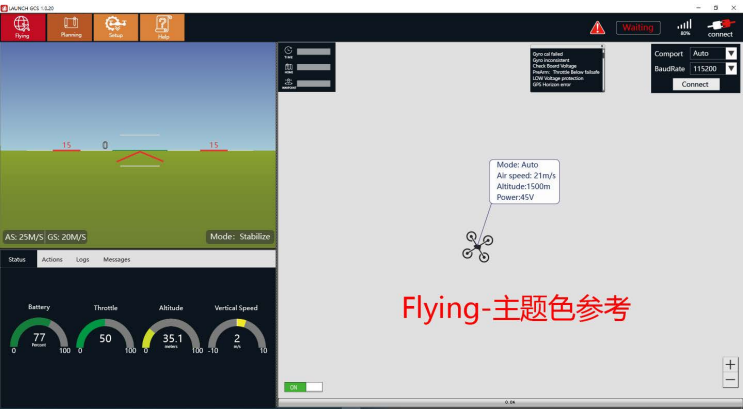 LAUNCH GCS 1.0.20
Flying
Planning
Setup
Help
Waiting
80%
connect
TIME
HOME
WAYPOINT
Gyro cal failed
Gyro inconsistent
Check Board Voltage
PreArm: Throttle Below failsafe
LOW Voltage protection
GPS Horizon error
Comport Auto
BaudRate 115200
Connect
15 0 15
AS: 25M/S GS: 20M/S Mode: Stabilize
Mode: Auto
Air speed: 21m/s
Altitude:1500m
Power:45V
Status Actions Logs Messages
Battery Throttle Altitude Vertical Speed
77 50 35.1 2
Percent meters m/s
0 100 0 100 0 100 -10 10
Flying-主题色参考
ON
+
−